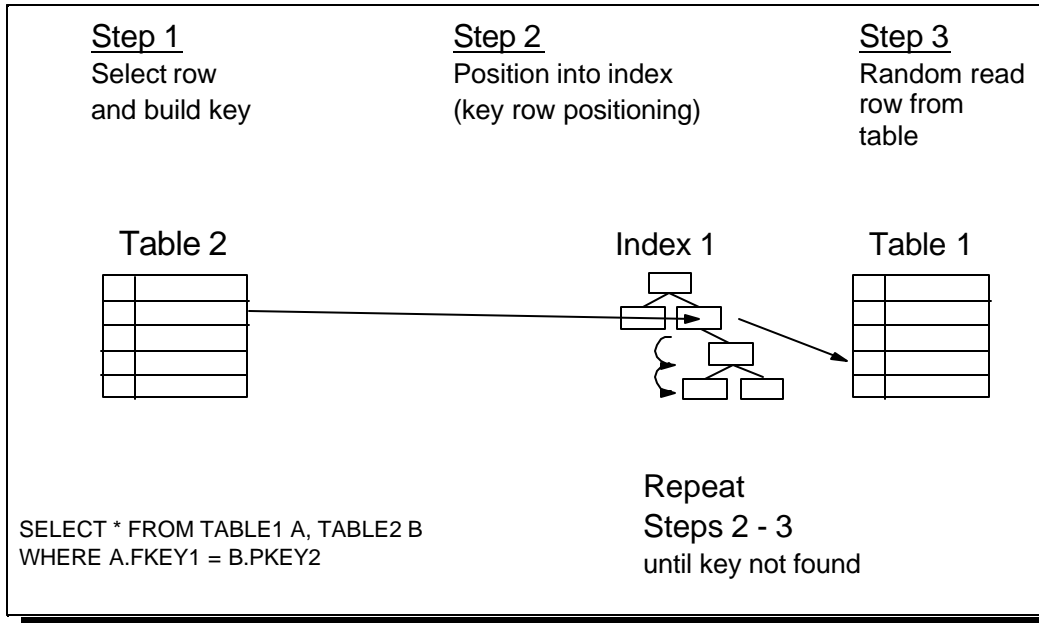 Step 1
Select row
and build key
Step 2
Position into index
(key row positioning)
Step 3
Random read
row from
table
Table 2
Index 1
Table 1
SELECT * FROM TABLE1 A, TABLE2 B
WHERE A.FKEY1 = B.PKEY2
Repeat
Steps 2 - 3
until key not found